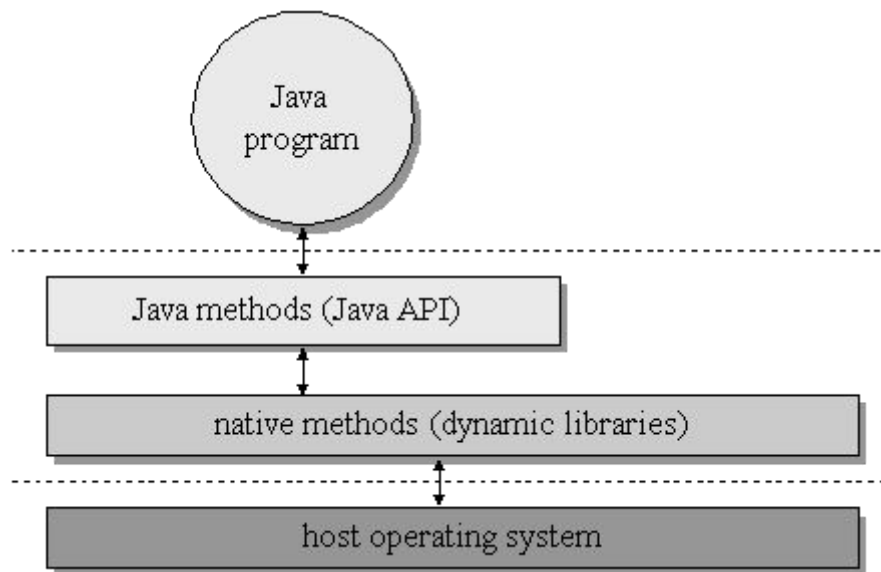 Java
program
Java methods (Java API)
native methods (dynamic libraries)
host operating system